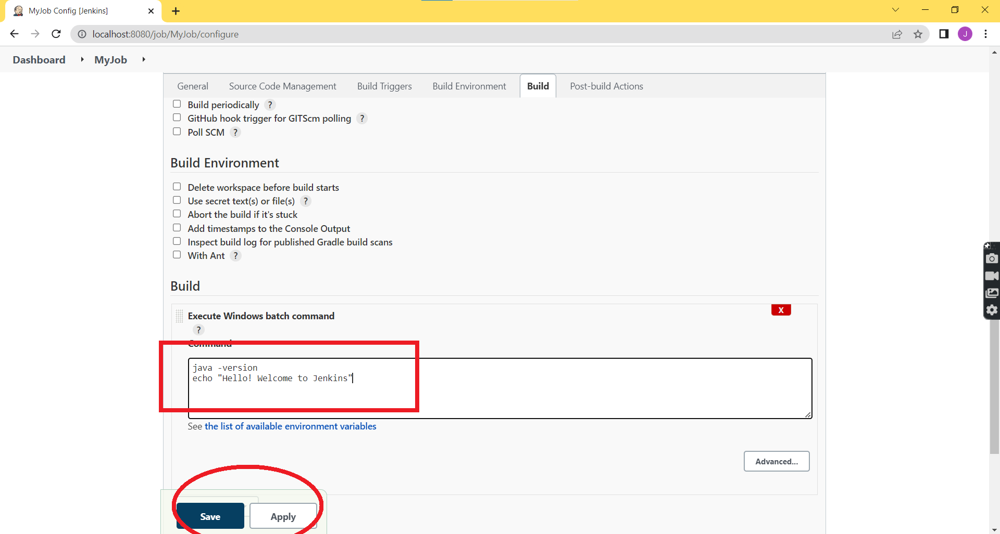 MyJob Config [Jenkins]
localhost:8080/job/MyJob/configure
J
Dashboard MyJob
General Source Code Management Build Triggers Build Environment Build Post-build Actions
Build periodically ?
GitHub hook trigger for GITScm polling ?
Poll SCM ?
Build Environment
Delete workspace before build starts
Use secret text(s) or file(s) ?
Abort the build if it's stuck
Add timestamps to the Console Output
Inspect build log for published Gradle build scans
With Ant ?
Build
Execute Windows batch command
X
?
Command
java -version
echo "Hello! Welcome to Jenkins"
See the list of available environment variables
Advanced...
Save Apply